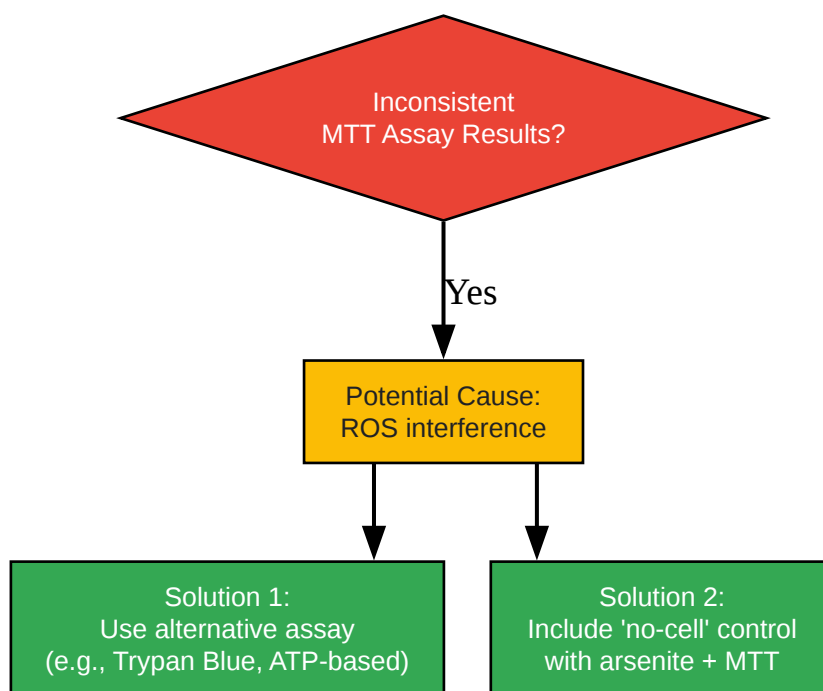 Inconsistent
MTT Assay Results?
Yes
Potential Cause:
ROS interference
Solution 1:
Use alternative assay
(e.g., Trypan Blue, ATP-based)
Solution 2:
Include 'no-cell' control
with arsenite + MTT